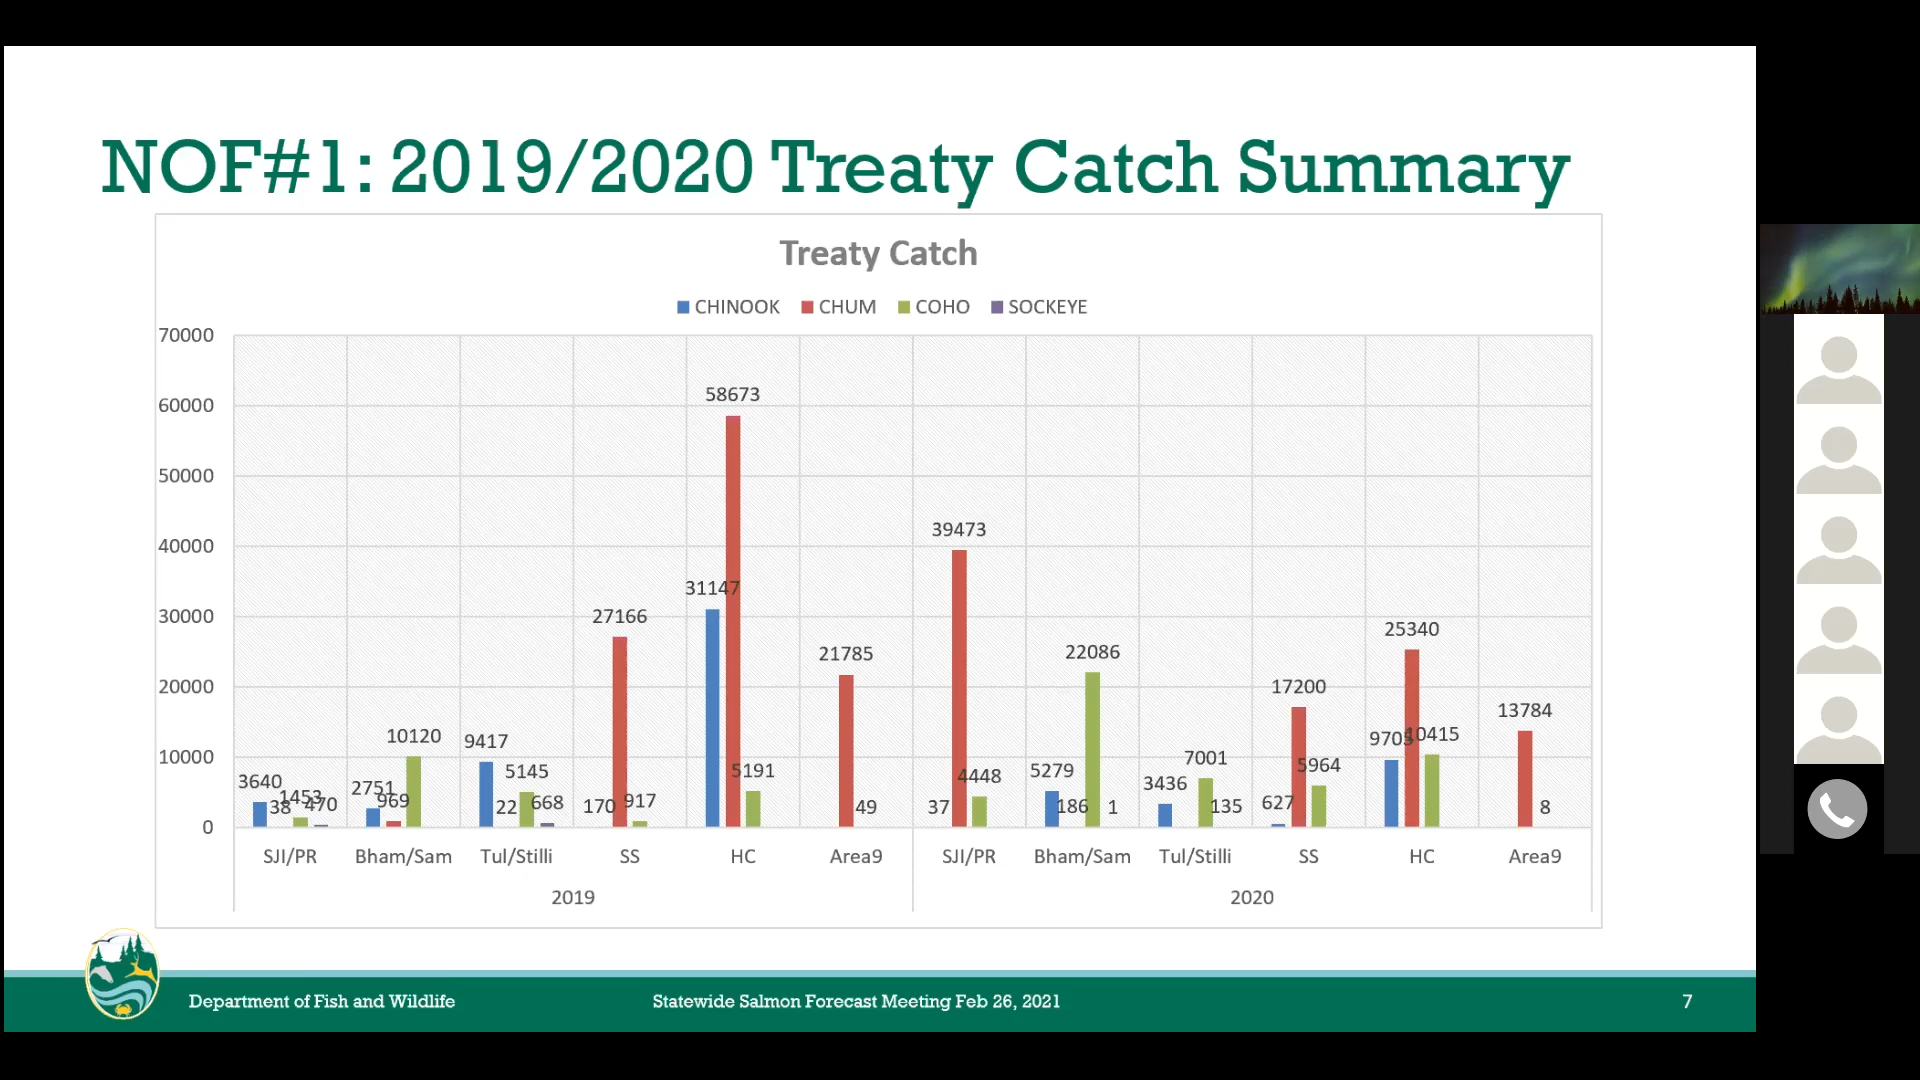 NOF#1: 2019/2020 Treaty Catch Summary
Treaty Catch
CHINOOK CHUM COHO SOCKEYE
70000
60000
50000
40000
30000
20000
10000
0
3640 38 1453 470
2751 969 10120
9417 22 5145 668
170 27166 917
31147 58673 5191
21785 49
37 39473 4448
5279 186 22086 1
3436 7001 135
627 17200 5964
9705 25340 10415
13784 8
SJI/PR Bham/Sam Tul/Stilli SS HC Area9 SJI/PR Bham/Sam Tul/Stilli SS HC Area9
2019 2020
Department of Fish and Wildlife Statewide Salmon Forecast Meeting Feb 26, 2021 7